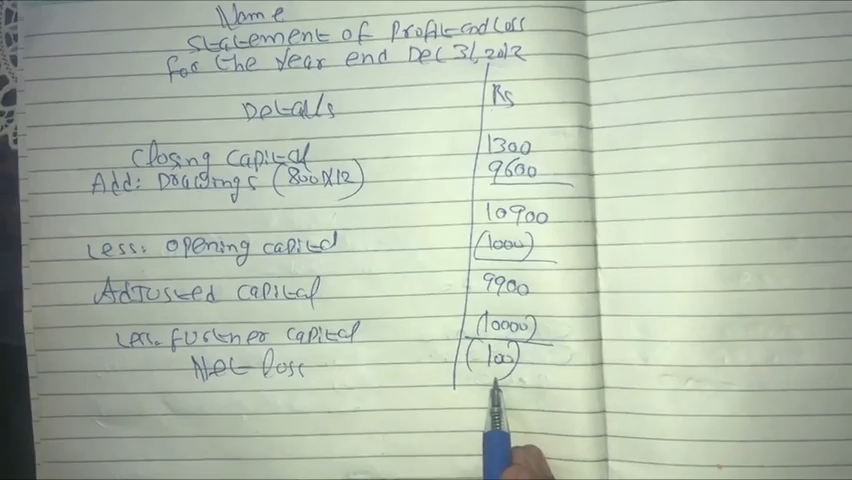 Name
Statement of Profit and Loss
for the Year end Dec 31, 2012
Details Rs
Closing Capital 1300
Add: Drawings (800X12) 9600
10900
Less: opening capital (1000)
Adjusted capital 9900
Less. further capital (10000)
Net loss (100)